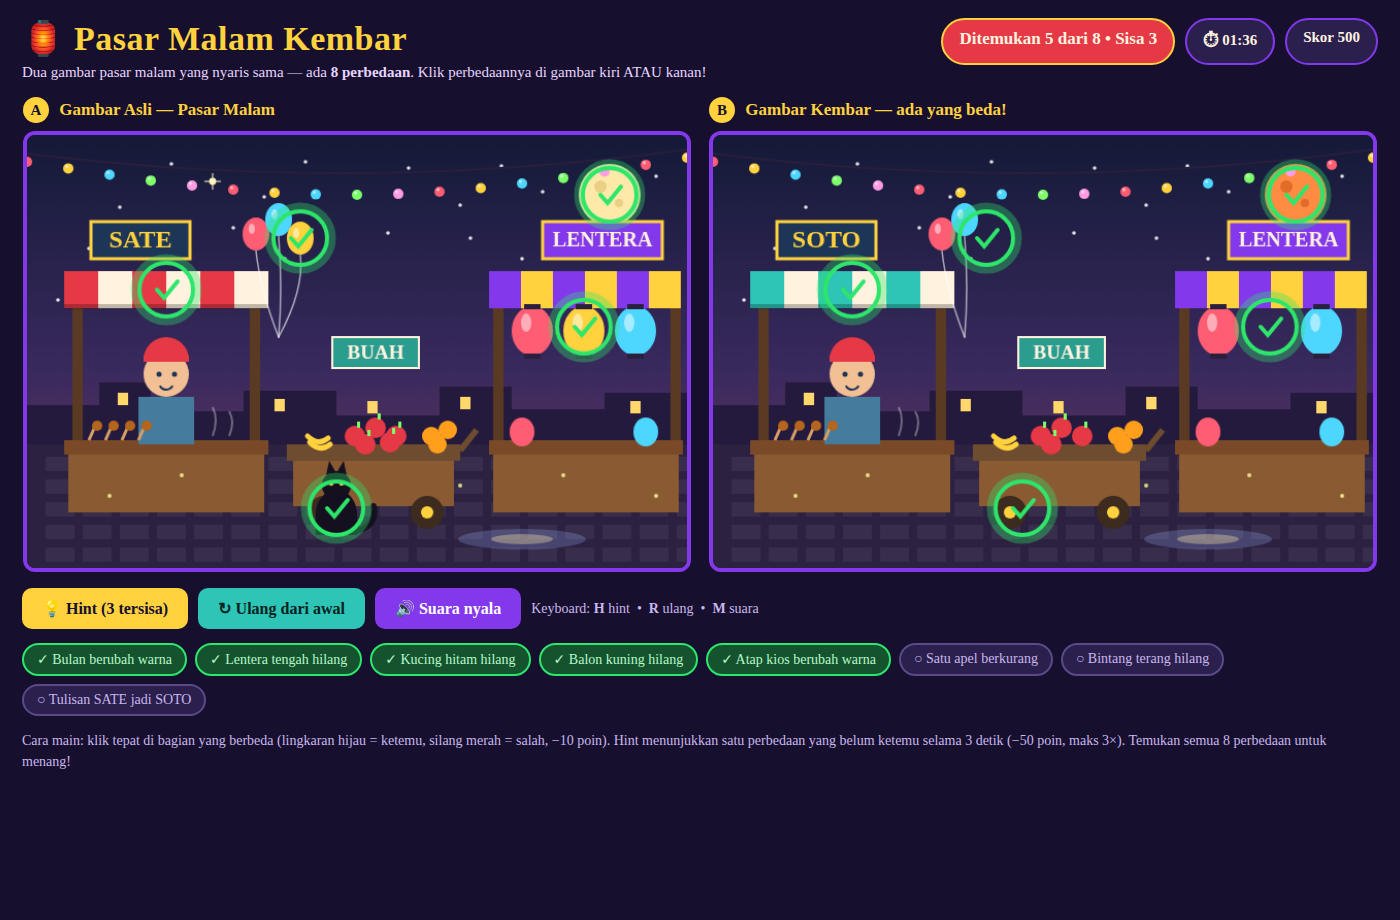 🏮 Pasar Malam Kembar
Ditemukan 5 dari 8 • Sisa 3
⏱ 01:36
Skor 500
Dua gambar pasar malam yang nyaris sama — ada 8 perbedaan. Klik perbedaannya di gambar kiri ATAU kanan!
A Gambar Asli — Pasar Malam
B Gambar Kembar — ada yang beda!
SATE
LENTERA
BUAH
SOTO
LENTERA
BUAH
💡 Hint (3 tersisa)
↻ Ulang dari awal
🔊 Suara nyala
Keyboard: H hint • R ulang • M suara
✓ Bulan berubah warna
✓ Lentera tengah hilang
✓ Kucing hitam hilang
✓ Balon kuning hilang
✓ Atap kios berubah warna
○ Satu apel berkurang
○ Bintang terang hilang
○ Tulisan SATE jadi SOTO
Cara main: klik tepat di bagian yang berbeda (lingkaran hijau = ketemu, silang merah = salah, −10 poin). Hint menunjukkan satu perbedaan yang belum ketemu selama 3 detik (−50 poin, maks 3×). Temukan semua 8 perbedaan untuk
menang!